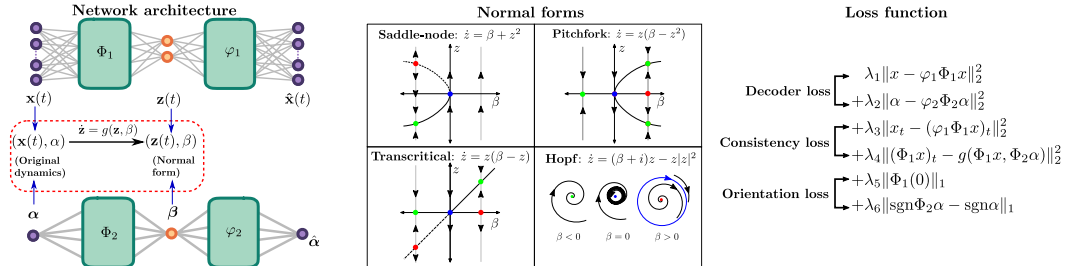 Network architecture
Φ₁
φ₁
x(t)
z(t)
x̂(t)
(x(t), α)
ż = g(z, β)
(z(t), β)
(Original
dynamics)
(Normal
form)
α
β
Φ₂
φ₂
α̂
Normal forms
Saddle-node: ż = β + z²
z
β
Pitchfork: ż = z(β − z²)
z
β
Transcritical: ż = z(β − z)
z
β
Hopf: ż = (β + i)z − z|z|²
β < 0
β = 0
β > 0
Loss function
Decoder loss
λ₁‖x − φ₁Φ₁x‖₂²
+λ₂‖α − φ₂Φ₂α‖₂²
Consistency loss
+λ₃‖xₜ − (φ₁Φ₁x)ₜ‖₂²
+λ₄‖(Φ₁x)ₜ − g(Φ₁x, Φ₂α)‖₂²
Orientation loss
+λ₅‖Φ₁(0)‖₁
+λ₆‖sgnΦ₂α − sgnα‖₁